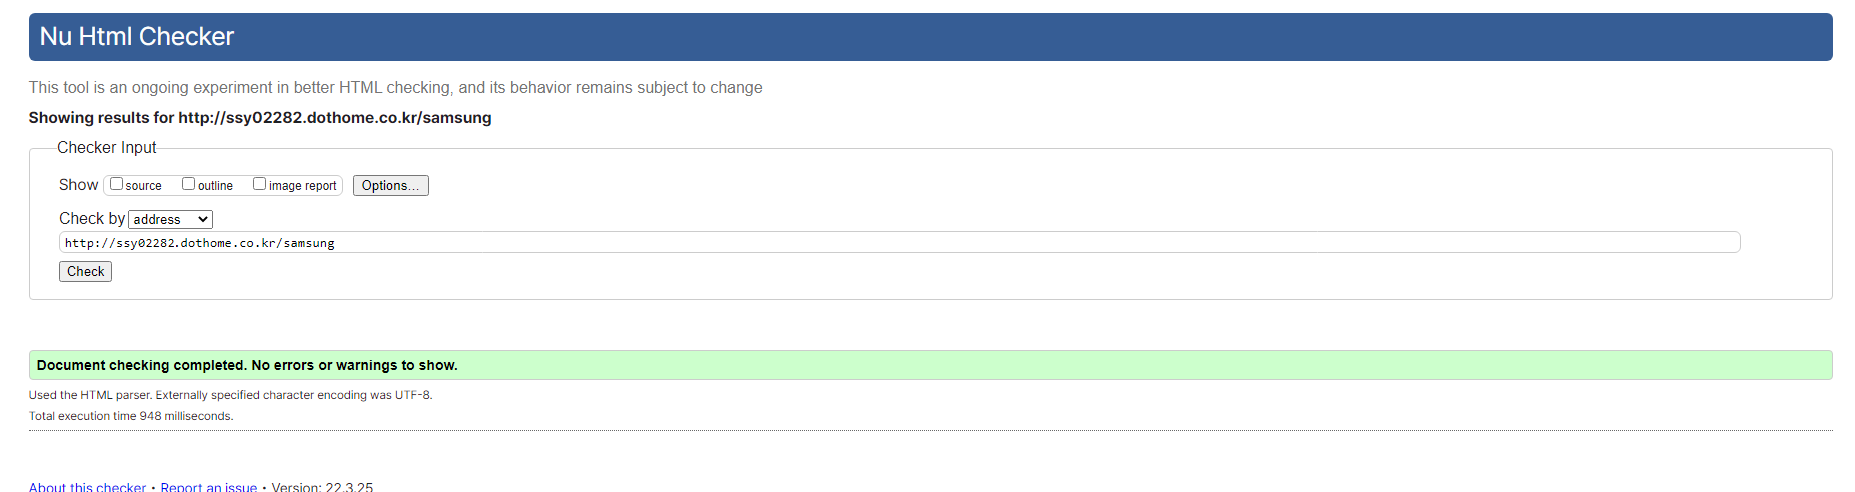 Nu Html Checker
This tool is an ongoing experiment in better HTML checking, and its behavior remains subject to change
Showing results for http://ssy02282.dothome.co.kr/samsung
Checker Input
Show source outline image report Options...
Check by address
http://ssy02282.dothome.co.kr/samsung
Check
Document checking completed. No errors or warnings to show.
Used the HTML parser. Externally specified character encoding was UTF-8.
Total execution time 948 milliseconds.
About this checker • Report an issue • Version: 22.3.25